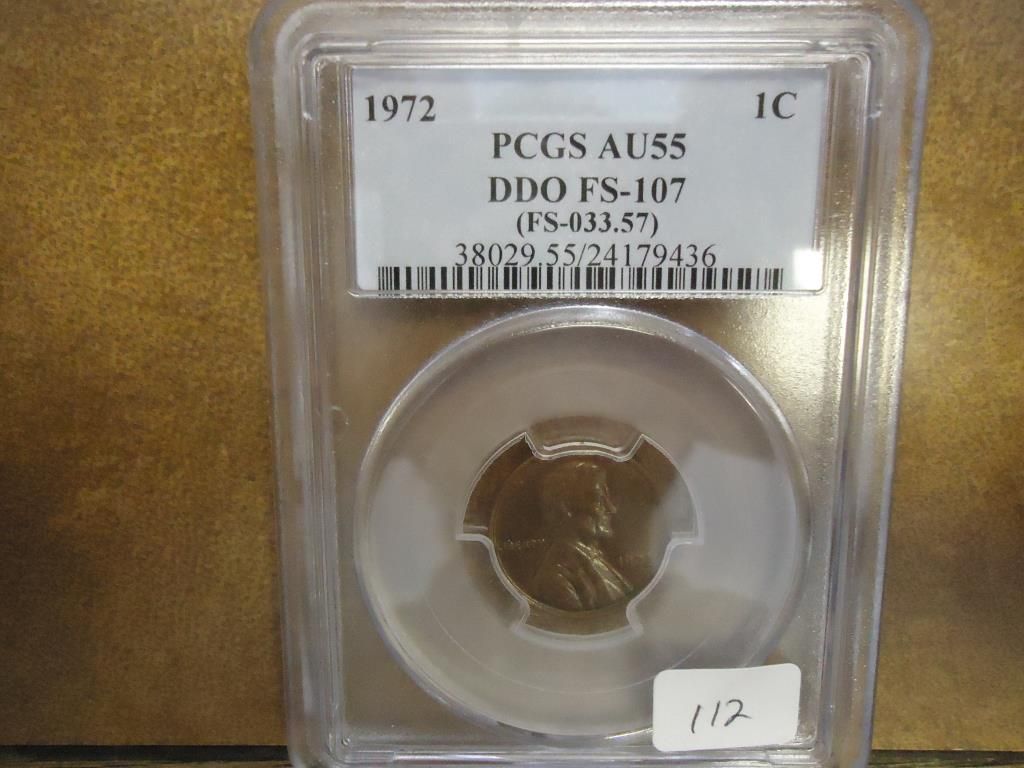 1972 1C
PCGS AU55
DDO FS-107
(FS-033.57)
38029.55/24179436
112